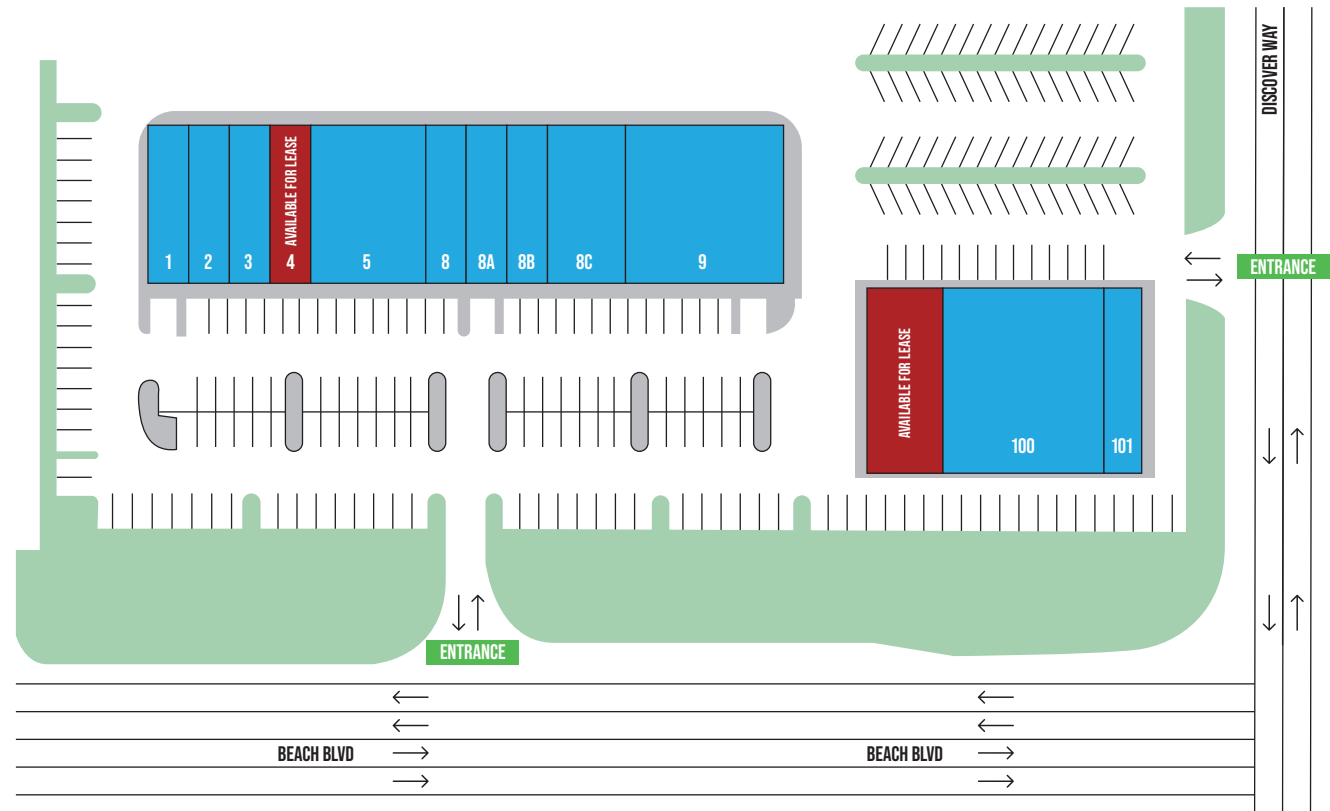 DISCOVER WAY
AVAILABLE FOR LEASE
1
2
3
4
5
8
8A
8B
8C
9
ENTRANCE
AVAILABLE FOR LEASE
100
101
ENTRANCE
BEACH BLVD
BEACH BLVD